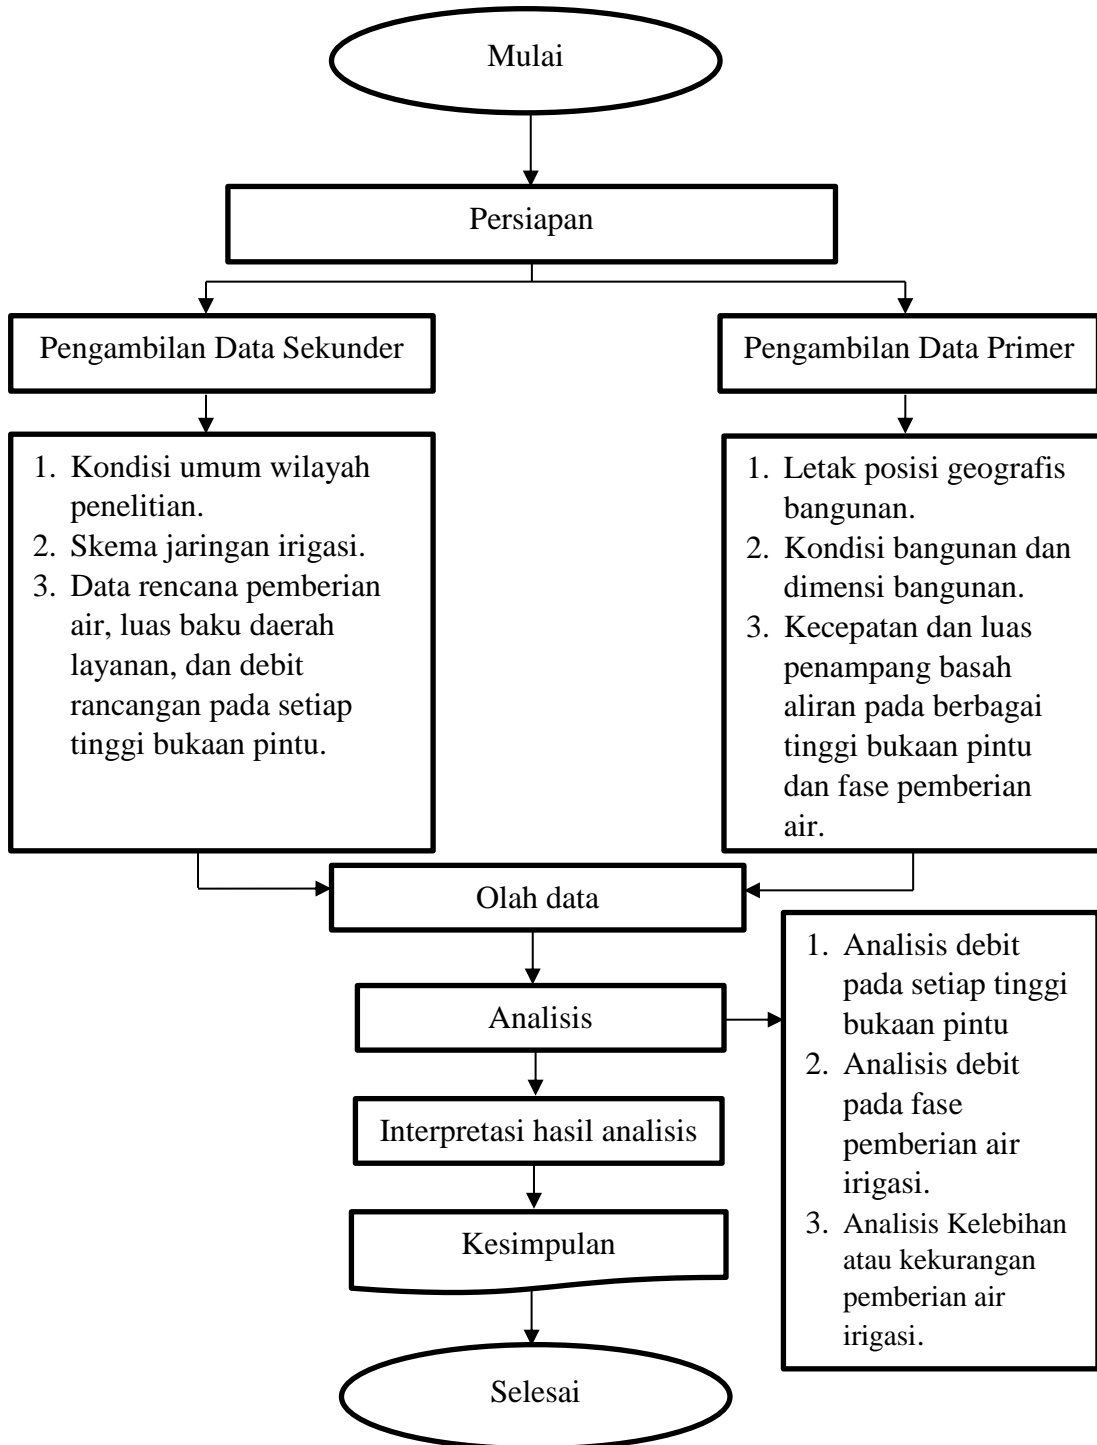 Mulai
Persiapan
Pengambilan Data Sekunder
Pengambilan Data Primer
1. Kondisi umum wilayah
penelitian.
2. Skema jaringan irigasi.
3. Data rencana pemberian
air, luas baku daerah
layanan, dan debit
rancangan pada setiap
tinggi bukaan pintu.
1. Letak posisi geografis
bangunan.
2. Kondisi bangunan dan
dimensi bangunan.
3. Kecepatan dan luas
penampang basah
aliran pada berbagai
tinggi bukaan pintu
dan fase pemberian
air.
Olah data
Analisis
1. Analisis debit
pada setiap tinggi
bukaan pintu
2. Analisis debit
pada fase
pemberian air
irigasi.
3. Analisis Kelebihan
atau kekurangan
pemberian air
irigasi.
Interpretasi hasil analisis
Kesimpulan
Selesai